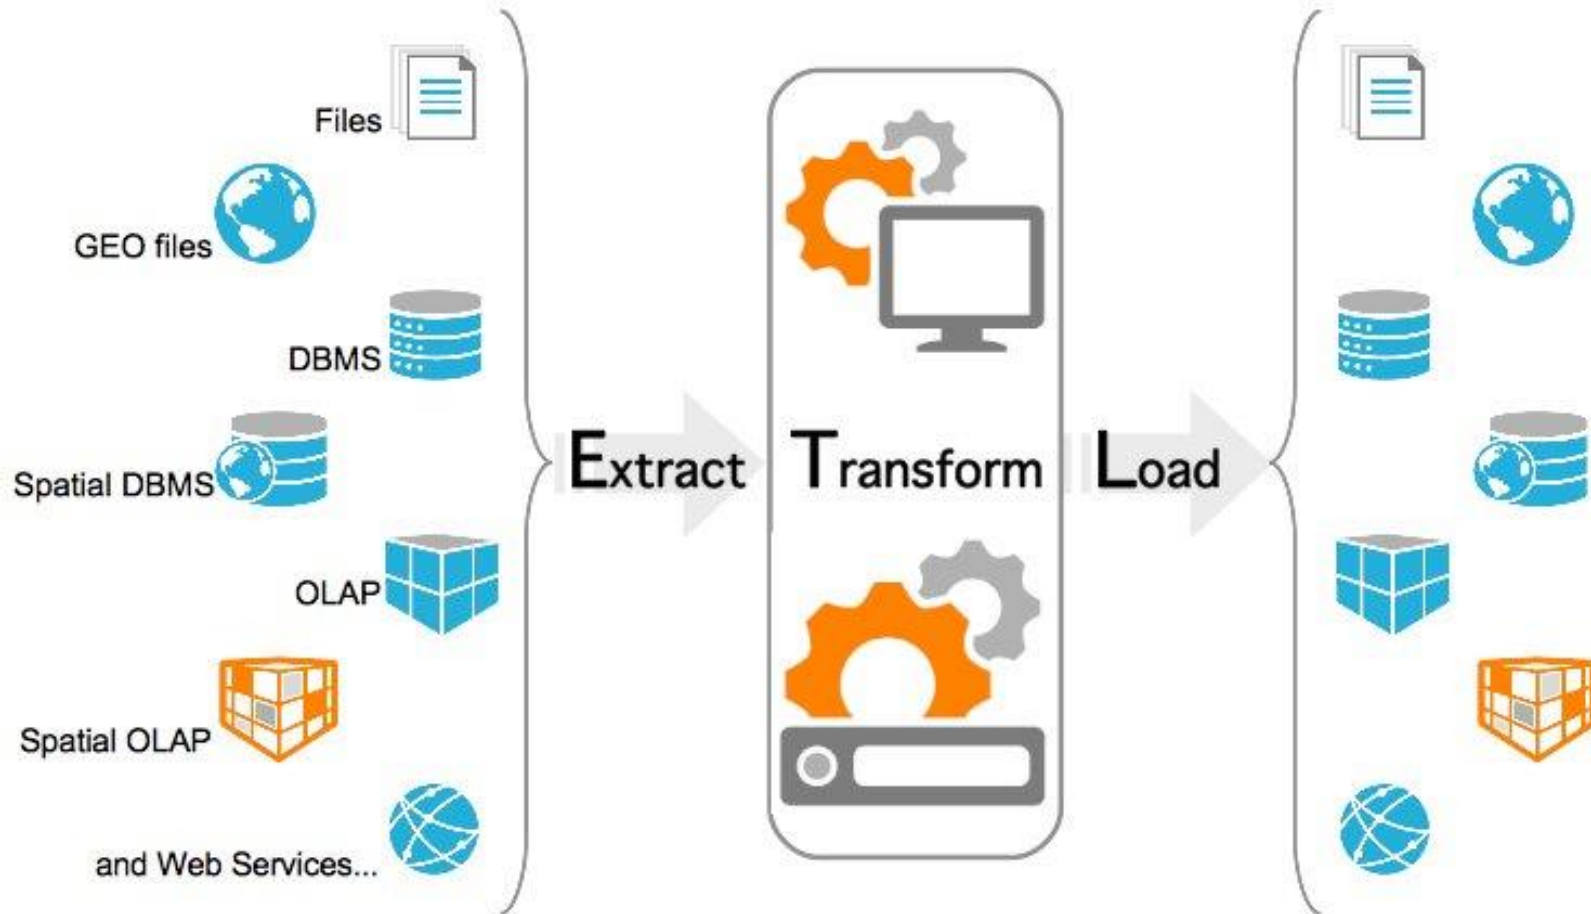 Files
GEO files
DBMS
Spatial DBMS
OLAP
Spatial OLAP
and Web Services...
Extract
Transform
Load